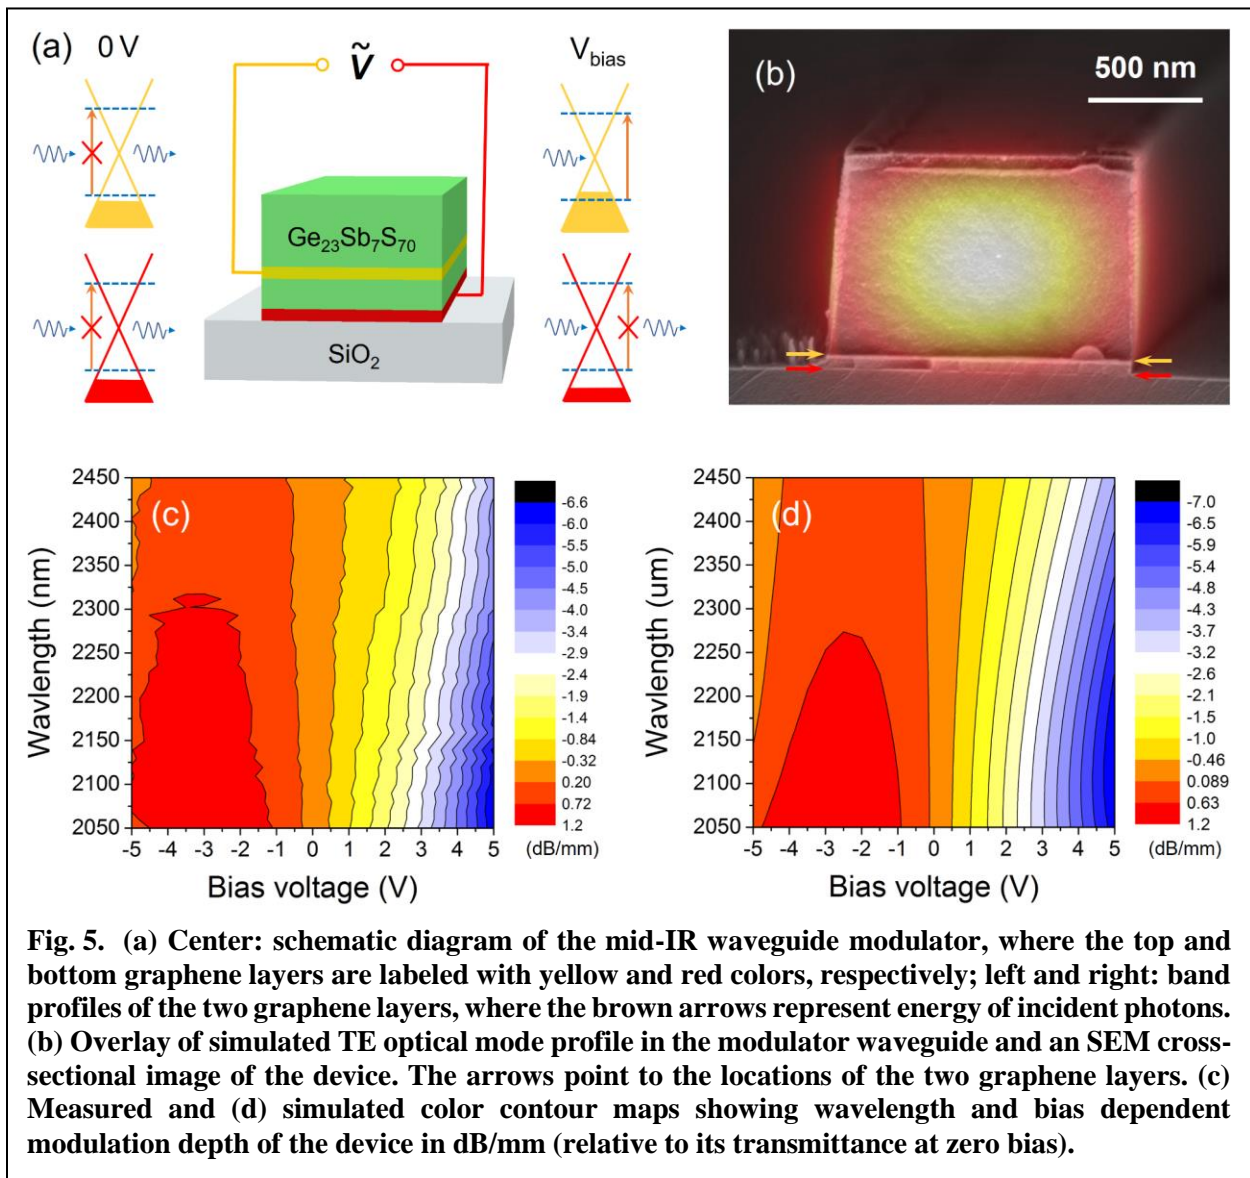 (a)
0 V
Ṽ
V_bias
Ge₂₃Sb₇S₇₀
SiO₂
(b)
500 nm
2450
2400
2350
2300
2250
2200
2150
2100
2050
Wavlength (nm)
(c)
-5 -4 -3 -2 -1 0 1 2 3 4 5
Bias voltage (V)
-6.6
-6.0
-5.5
-5.0
-4.5
-4.0
-3.4
-2.9
-2.4
-1.9
-1.4
-0.84
-0.32
0.20
0.72
1.2
(dB/mm)
2450
2400
2350
2300
2250
2200
2150
2100
2050
Wavlength (um)
(d)
-5 -4 -3 -2 -1 0 1 2 3 4 5
Bias voltage (V)
-7.0
-6.5
-5.9
-5.4
-4.8
-4.3
-3.7
-3.2
-2.6
-2.1
-1.5
-1.0
-0.46
0.089
0.63
1.2
(dB/mm)
Fig. 5. (a) Center: schematic diagram of the mid-IR waveguide modulator, where the top and
bottom graphene layers are labeled with yellow and red colors, respectively; left and right: band
profiles of the two graphene layers, where the brown arrows represent energy of incident photons.
(b) Overlay of simulated TE optical mode profile in the modulator waveguide and an SEM cross-
sectional image of the device. The arrows point to the locations of the two graphene layers. (c)
Measured and (d) simulated color contour maps showing wavelength and bias dependent
modulation depth of the device in dB/mm (relative to its transmittance at zero bias).